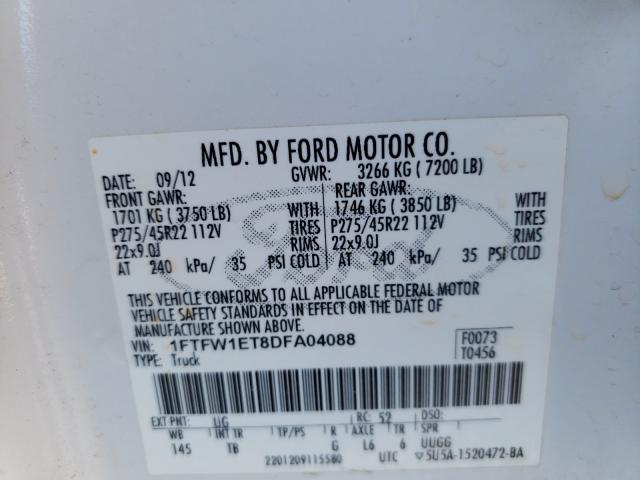 MFD. BY FORD MOTOR CO.
DATE: 09/12 GVWR: 3266 KG ( 7200 LB)
FRONT GAWR: REAR GAWR:
1701 KG ( 3750 LB) WITH 1746 KG ( 3850 LB) WITH
P275/45R22 112V TIRES P275/45R22 112V TIRES
22x9.0J RIMS 22x9.0J RIMS
AT 240 kPa/ 35 PSI COLD AT 240 kPa/ 35 PSI COLD
THIS VEHICLE CONFORMS TO ALL APPLICABLE FEDERAL MOTOR
VEHICLE SAFETY STANDARDS IN EFFECT ON THE DATE OF
MANUFACTURE SHOWN ABOVE.
VIN: 1FTFW1ET8DFA04088 F0073
TYPE: Truck T0456
EXT PNT: UG RC: 52 DSO:
WB INT TR TP/PS R AXLE TR SPR
145 TB G L6 6 UUGG
2201209115580 UTC ▽5U5A-1520472-BA
Ford